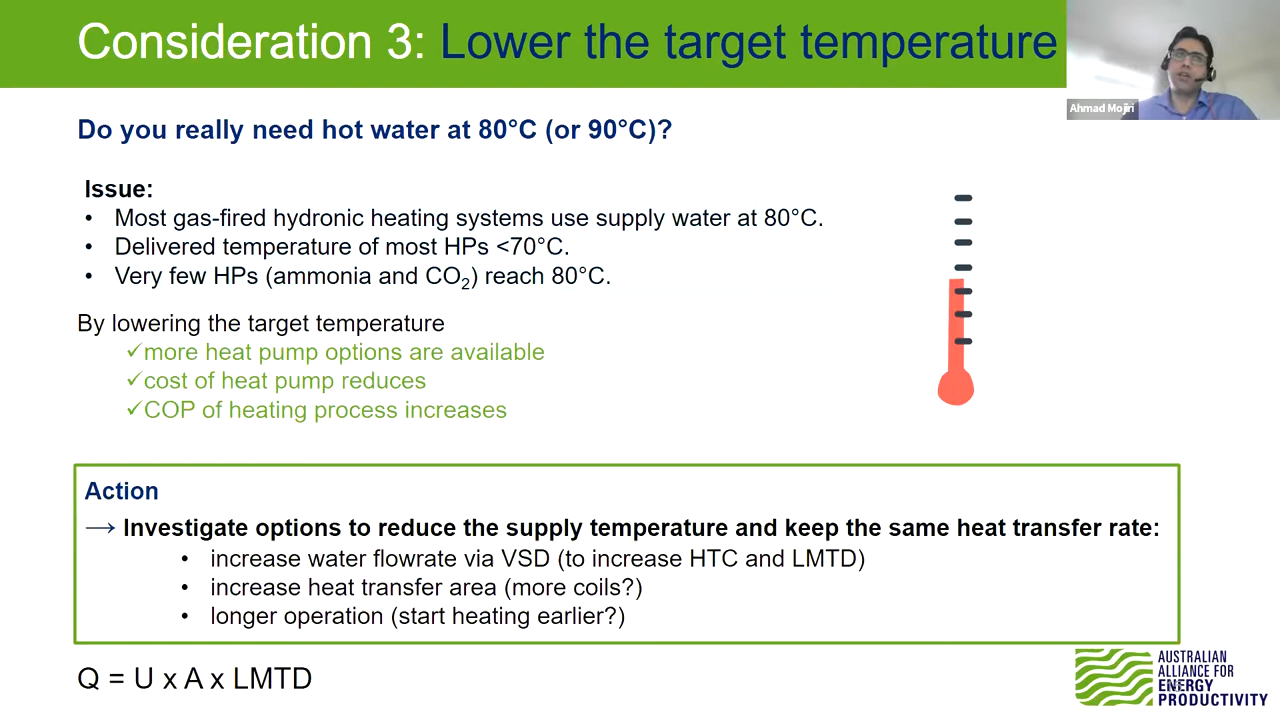 Consideration 3: Lower the target temperature
Ahmad Mojiri
Do you really need hot water at 80°C (or 90°C)?
Issue:
• Most gas-fired hydronic heating systems use supply water at 80°C.
• Delivered temperature of most HPs <70°C.
• Very few HPs (ammonia and CO₂) reach 80°C.
By lowering the target temperature
✓more heat pump options are available
✓cost of heat pump reduces
✓COP of heating process increases
Action
→ Investigate options to reduce the supply temperature and keep the same heat transfer rate:
• increase water flowrate via VSD (to increase HTC and LMTD)
• increase heat transfer area (more coils?)
• longer operation (start heating earlier?)
Q = U x A x LMTD
AUSTRALIAN
ALLIANCE FOR
ENERGY
PRODUCTIVITY